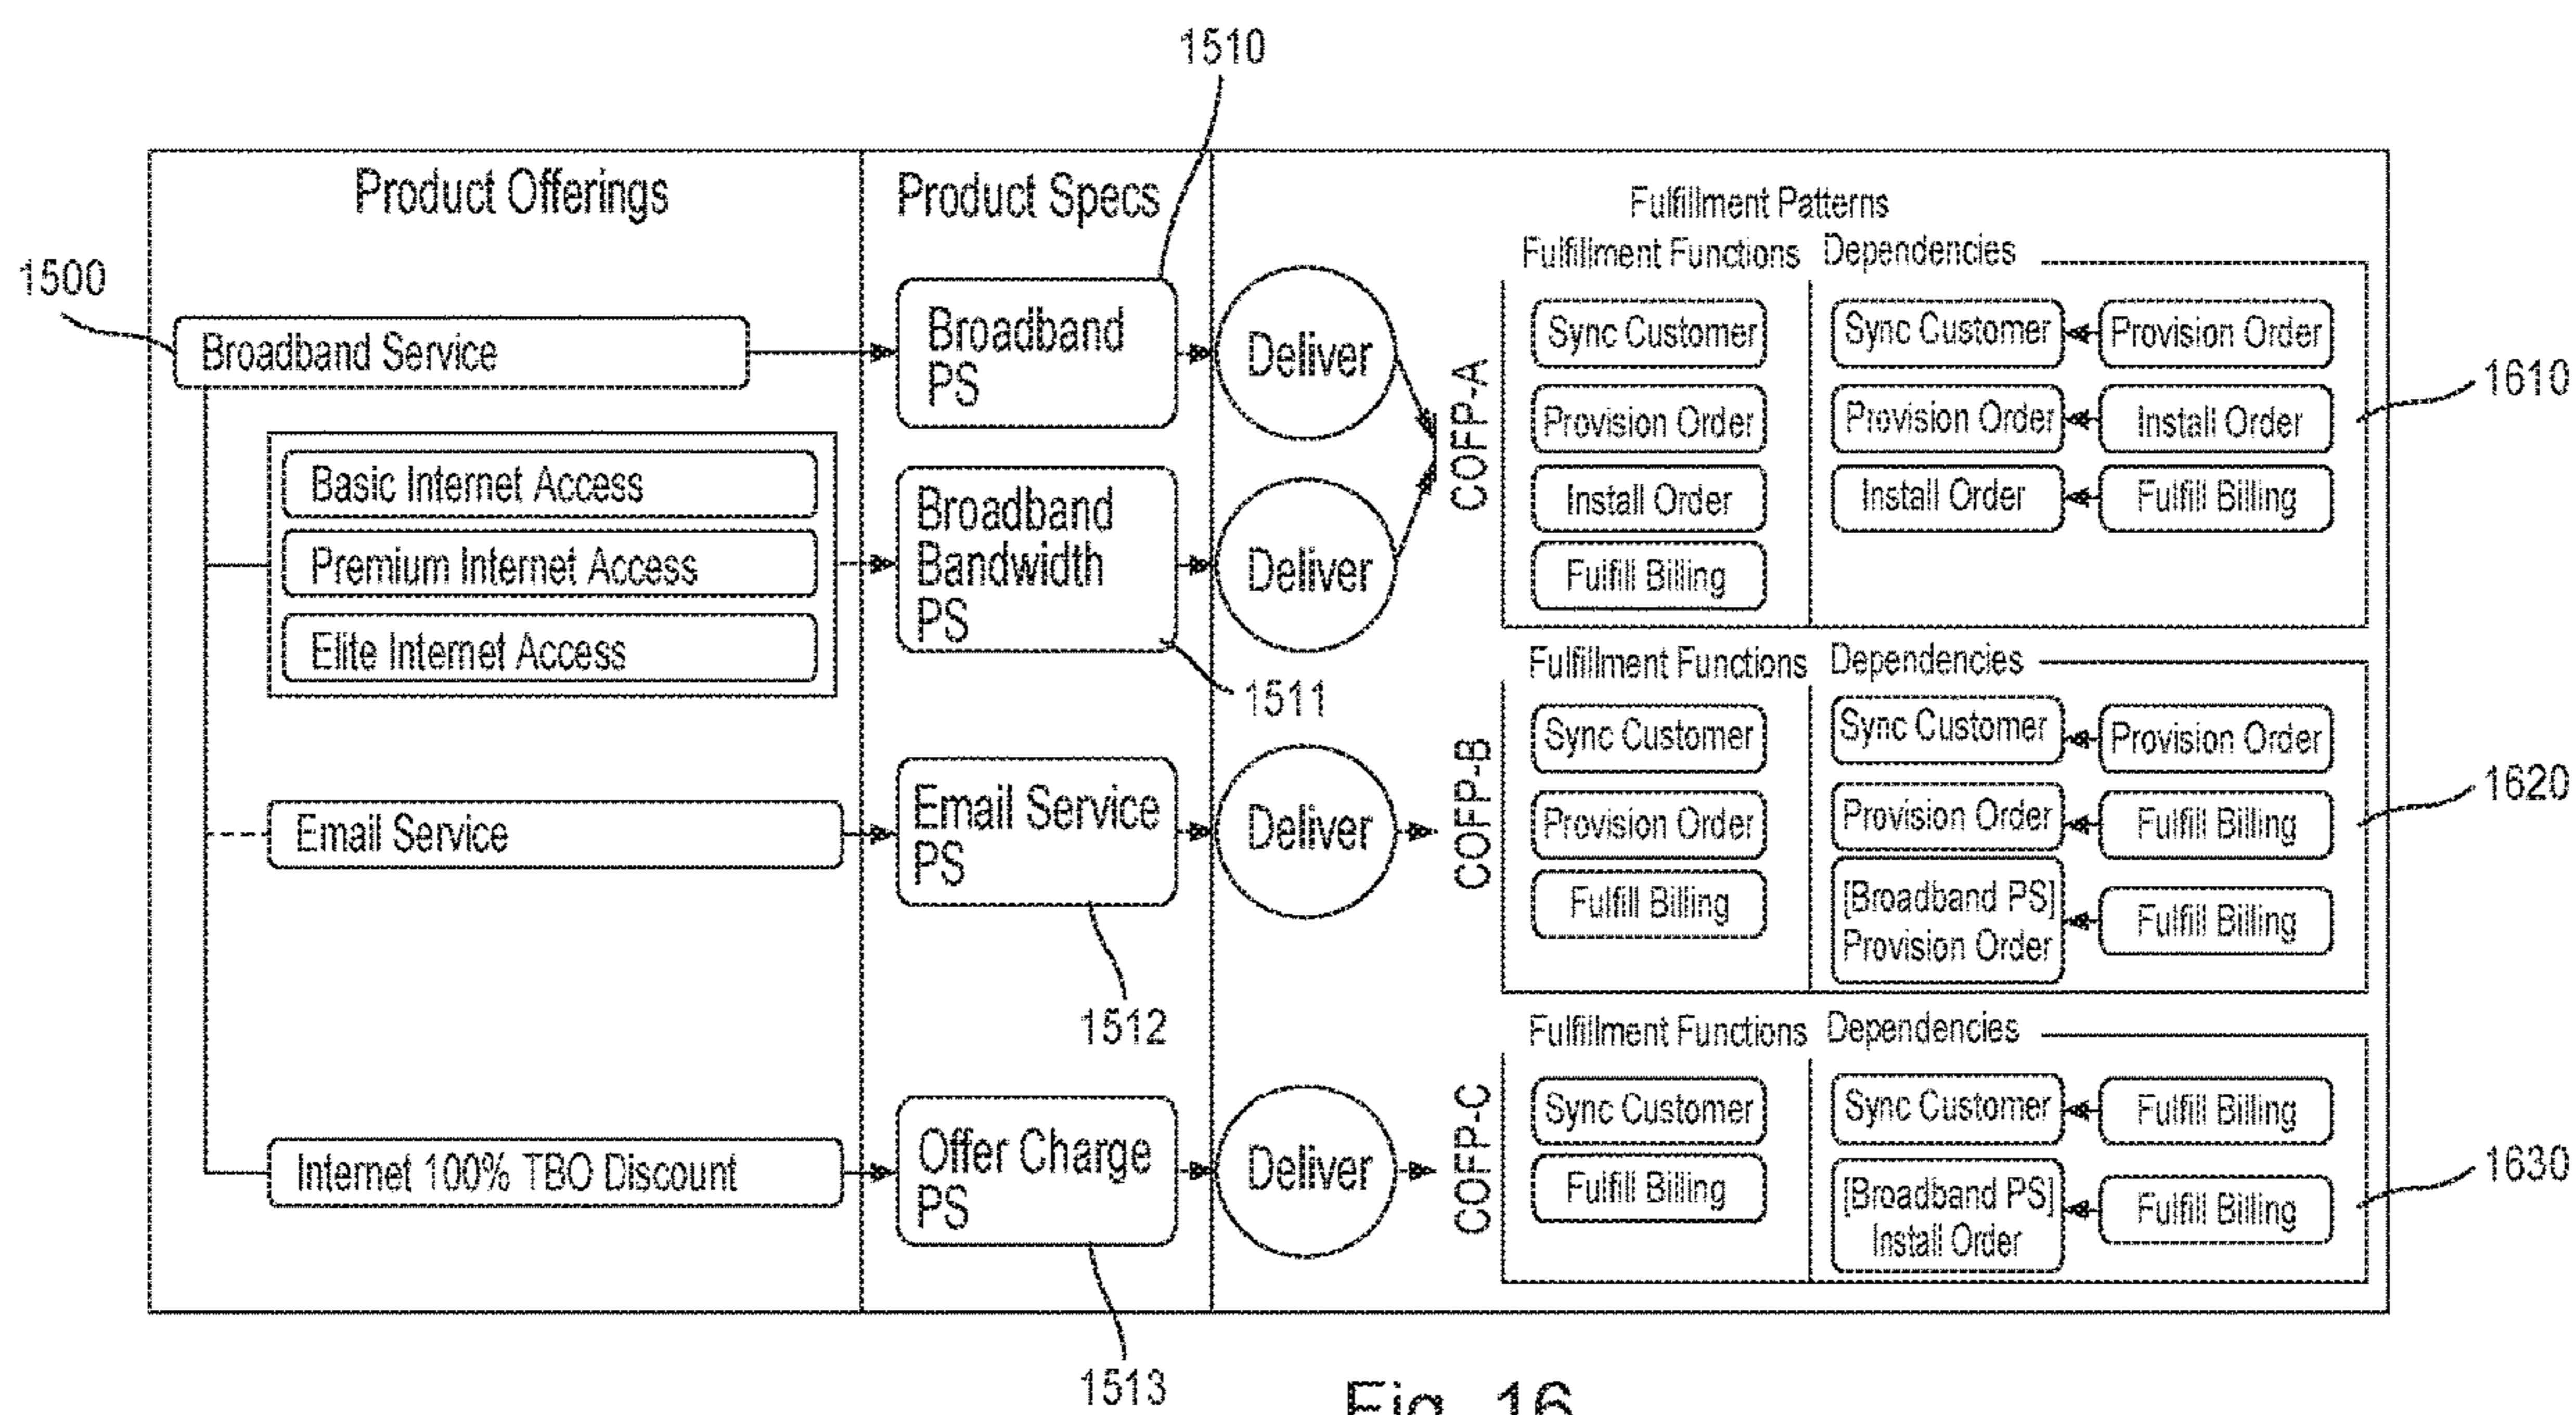 1510
Product Offerings
Product Specs
Fulfillment Patterns
Fulfillment Functions
Dependencies
1500
Broadband Service
Broadband
PS
Deliver
COFP-A
Sync Customer
Provision Order
Install Order
Fulfill Billing
Sync Customer
Provision Order
Provision Order
Install Order
Install Order
Fulfill Billing
1610
Basic Internet Access
Premium Internet Access
Elite Internet Access
Broadband
Bandwidth
PS
Deliver
1511
Fulfillment Functions
Dependencies
Email Service
Email Service
PS
Deliver
COFP-B
Sync Customer
Provision Order
Fulfill Billing
Sync Customer
Provision Order
Provision Order
Fulfill Billing
[Broadband PS]
Provision Order
Fulfill Billing
1620
1512
Fulfillment Functions
Dependencies
Internet 100% TBO Discount
Offer Charge
PS
Deliver
COFP-C
Sync Customer
Fulfill Billing
Sync Customer
Fulfill Billing
[Broadband PS]
Install Order
Fulfill Billing
1630
1513
Fig. 16